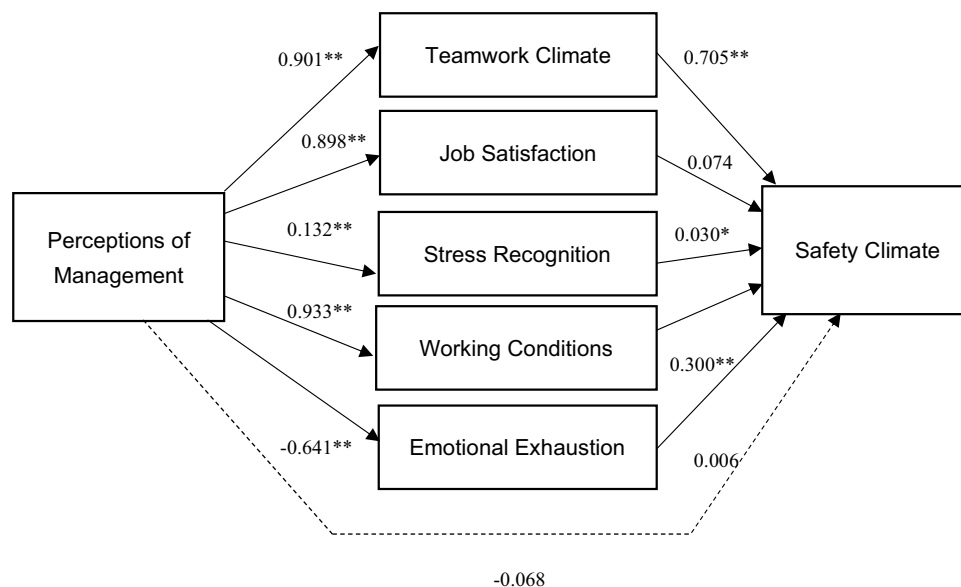 Teamwork Climate
0.901**
0.705**
0.898**
Job Satisfaction
0.074
Perceptions of
Management
0.132**
Stress Recognition
0.030*
Safety Climate
0.933**
Working Conditions
0.300**
-0.641**
Emotional Exhaustion
0.006
-0.068